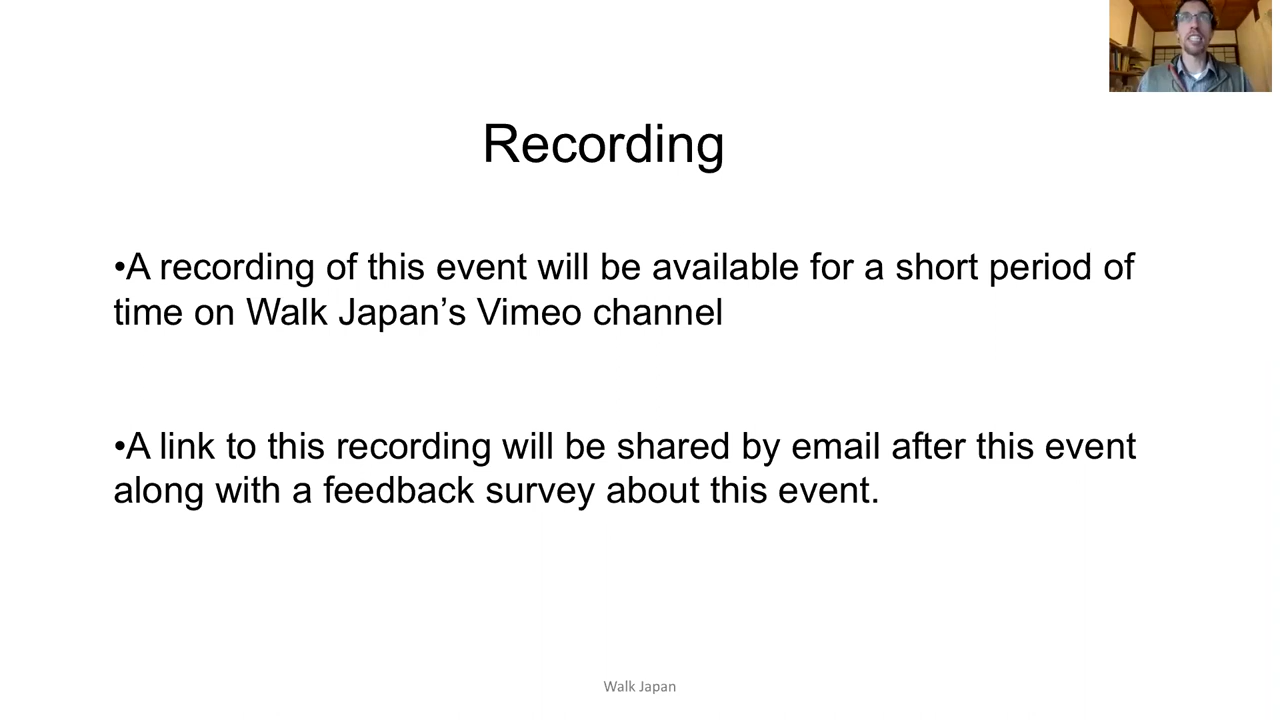 Recording
•A recording of this event will be available for a short period of
time on Walk Japan’s Vimeo channel
•A link to this recording will be shared by email after this event
along with a feedback survey about this event.
Walk Japan